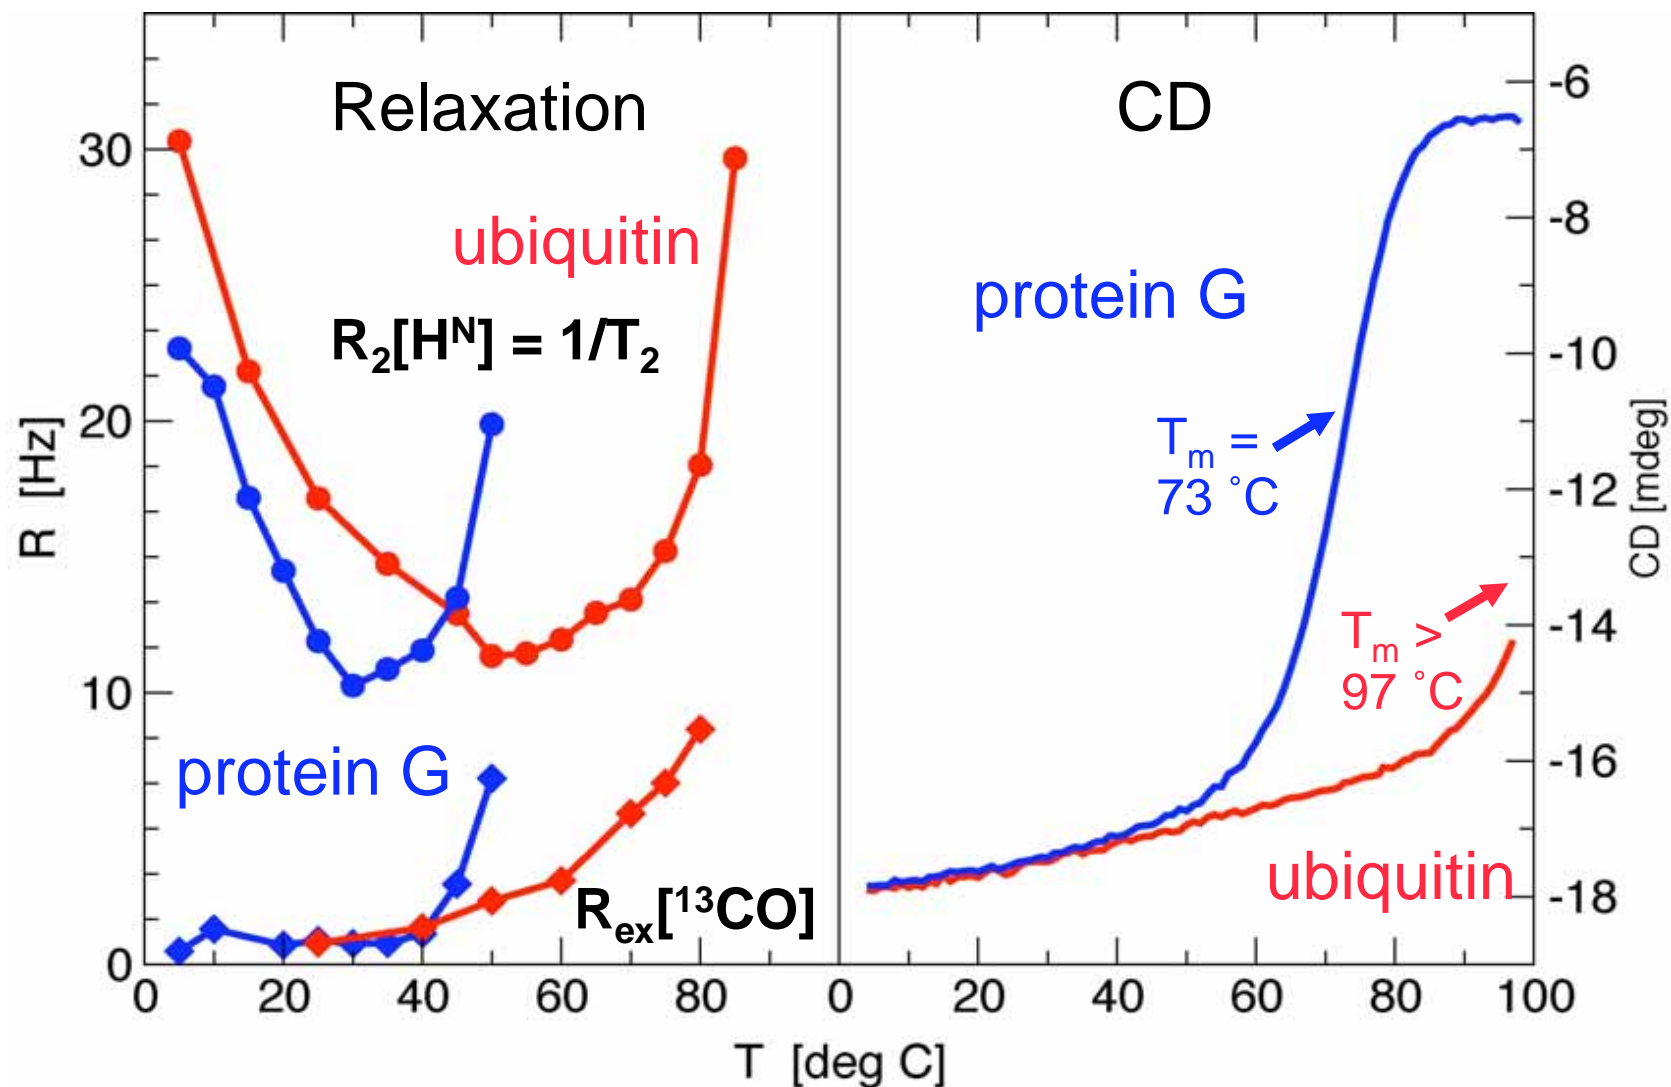 Relaxation
CD
ubiquitin
R₂[Hᴺ] = 1/T₂
protein G
Rₑₓ[¹³CO]
protein G
Tₘ =
73 °C
Tₘ >
97 °C
ubiquitin
R [Hz]
30
20
10
0
0 20 40 60 80 0 20 40 60 80 100
T [deg C]
-6
-8
-10
-12
-14
-16
-18
CD [mdeg]